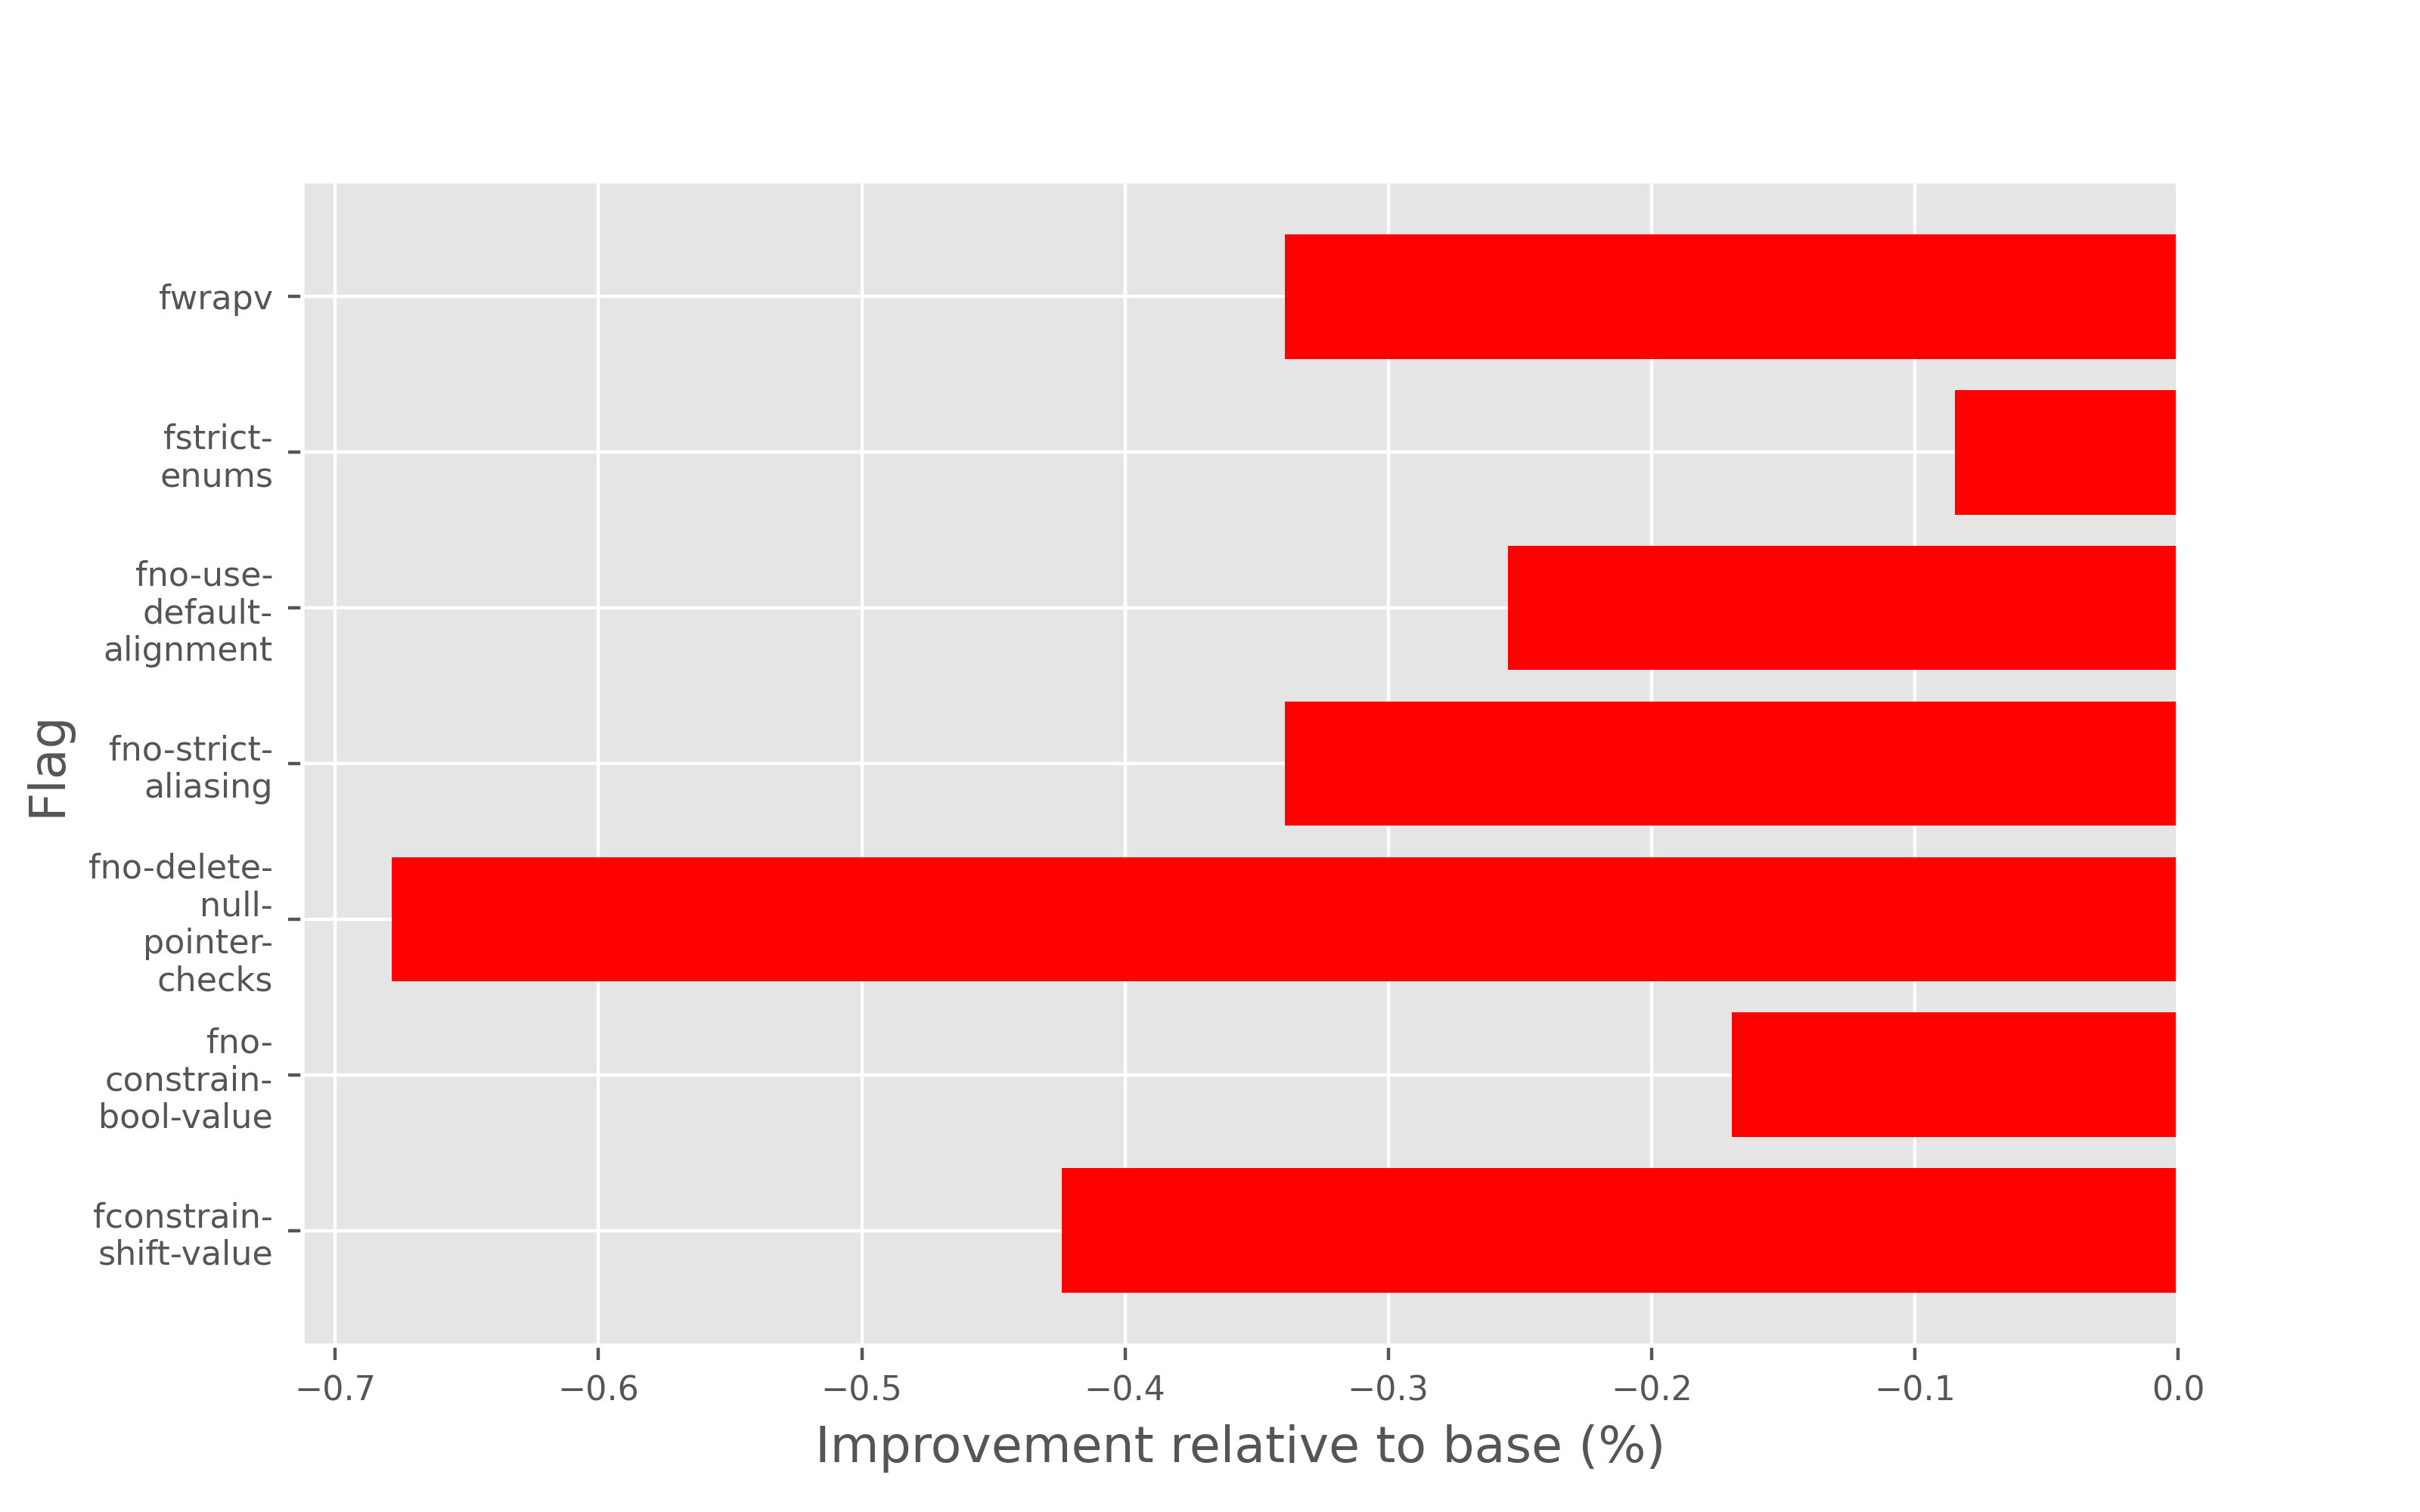 Flag
fwrapv
fstrict-
enums
fno-use-
default-
alignment
fno-strict-
aliasing
fno-delete-
null-
pointer-
checks
fno-
constrain-
bool-value
fconstrain-
shift-value
−0.7 −0.6 −0.5 −0.4 −0.3 −0.2 −0.1 0.0
Improvement relative to base (%)